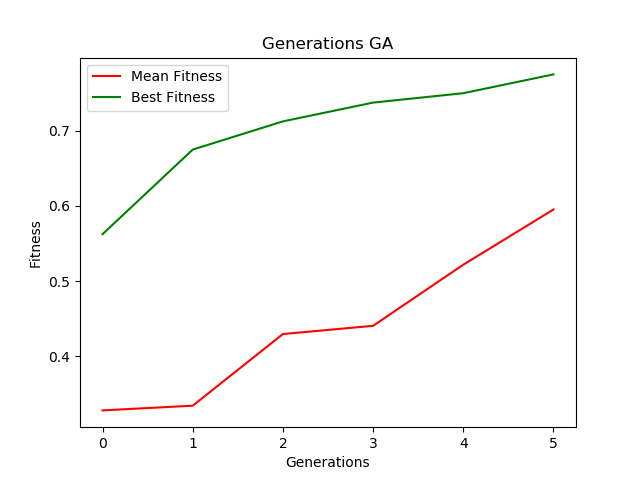 Generations GA
Mean Fitness
Best Fitness
0.7
0.6
0.5
0.4
Fitness
0 1 2 3 4 5
Generations